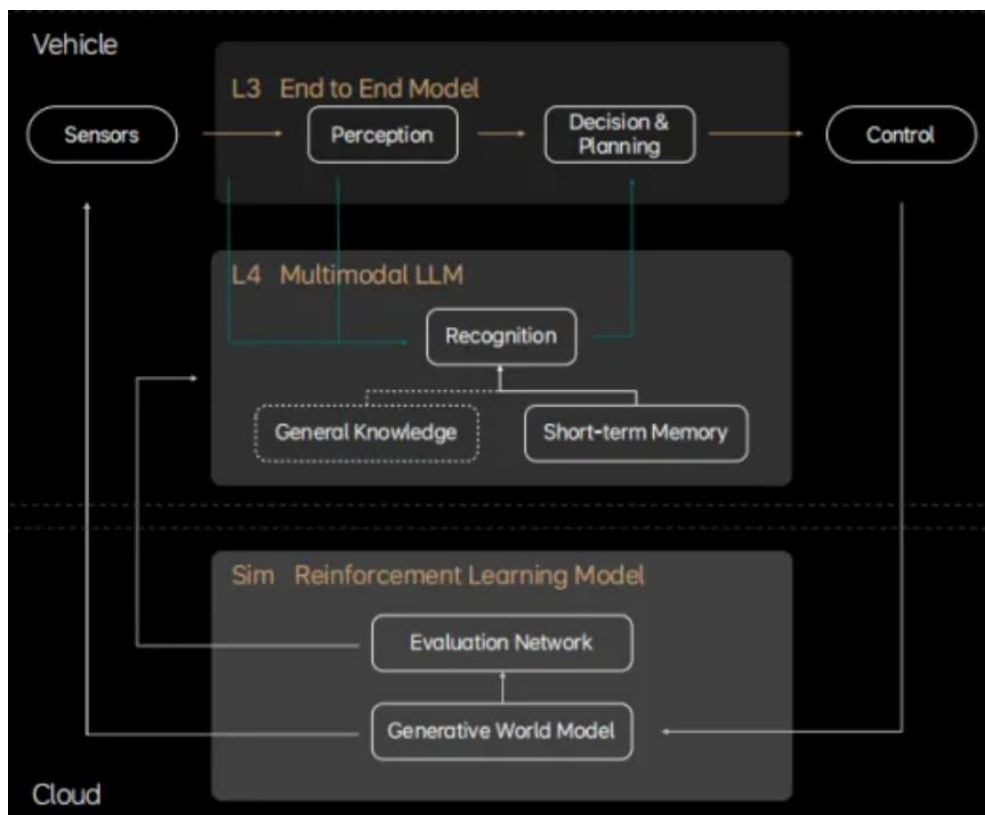 Vehicle
L3 End to End Model
Sensors
Perception
Decision &
Planning
Control
L4 Multimodal LLM
Recognition
General Knowledge
Short-term Memory
Sim Reinforcement Learning Model
Evaluation Network
Generative World Model
Cloud